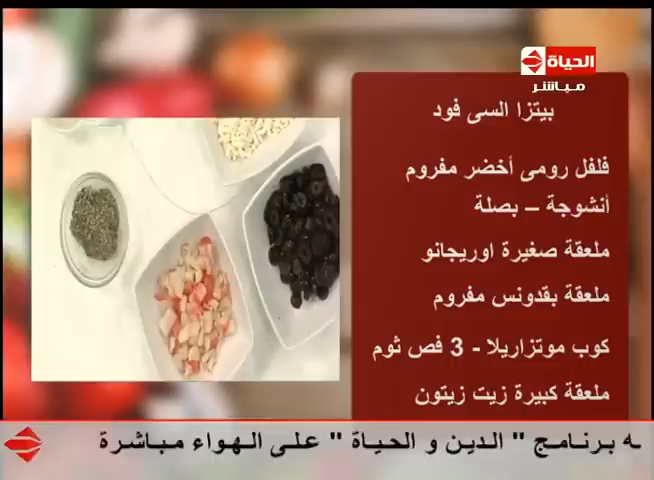 الحياة
مباشر
بيتزا السى فود
فلفل رومى أخضر مفروم
أنشوجة – بصلة
ملعقة صغيرة اوريجانو
ملعقة بقدونس مفروم
كوب موتزاريلا - 3 فص ثوم
ملعقة كبيرة زيت زيتون
ـه برنامج " الدين و الحياة " على الهواء مباشرة